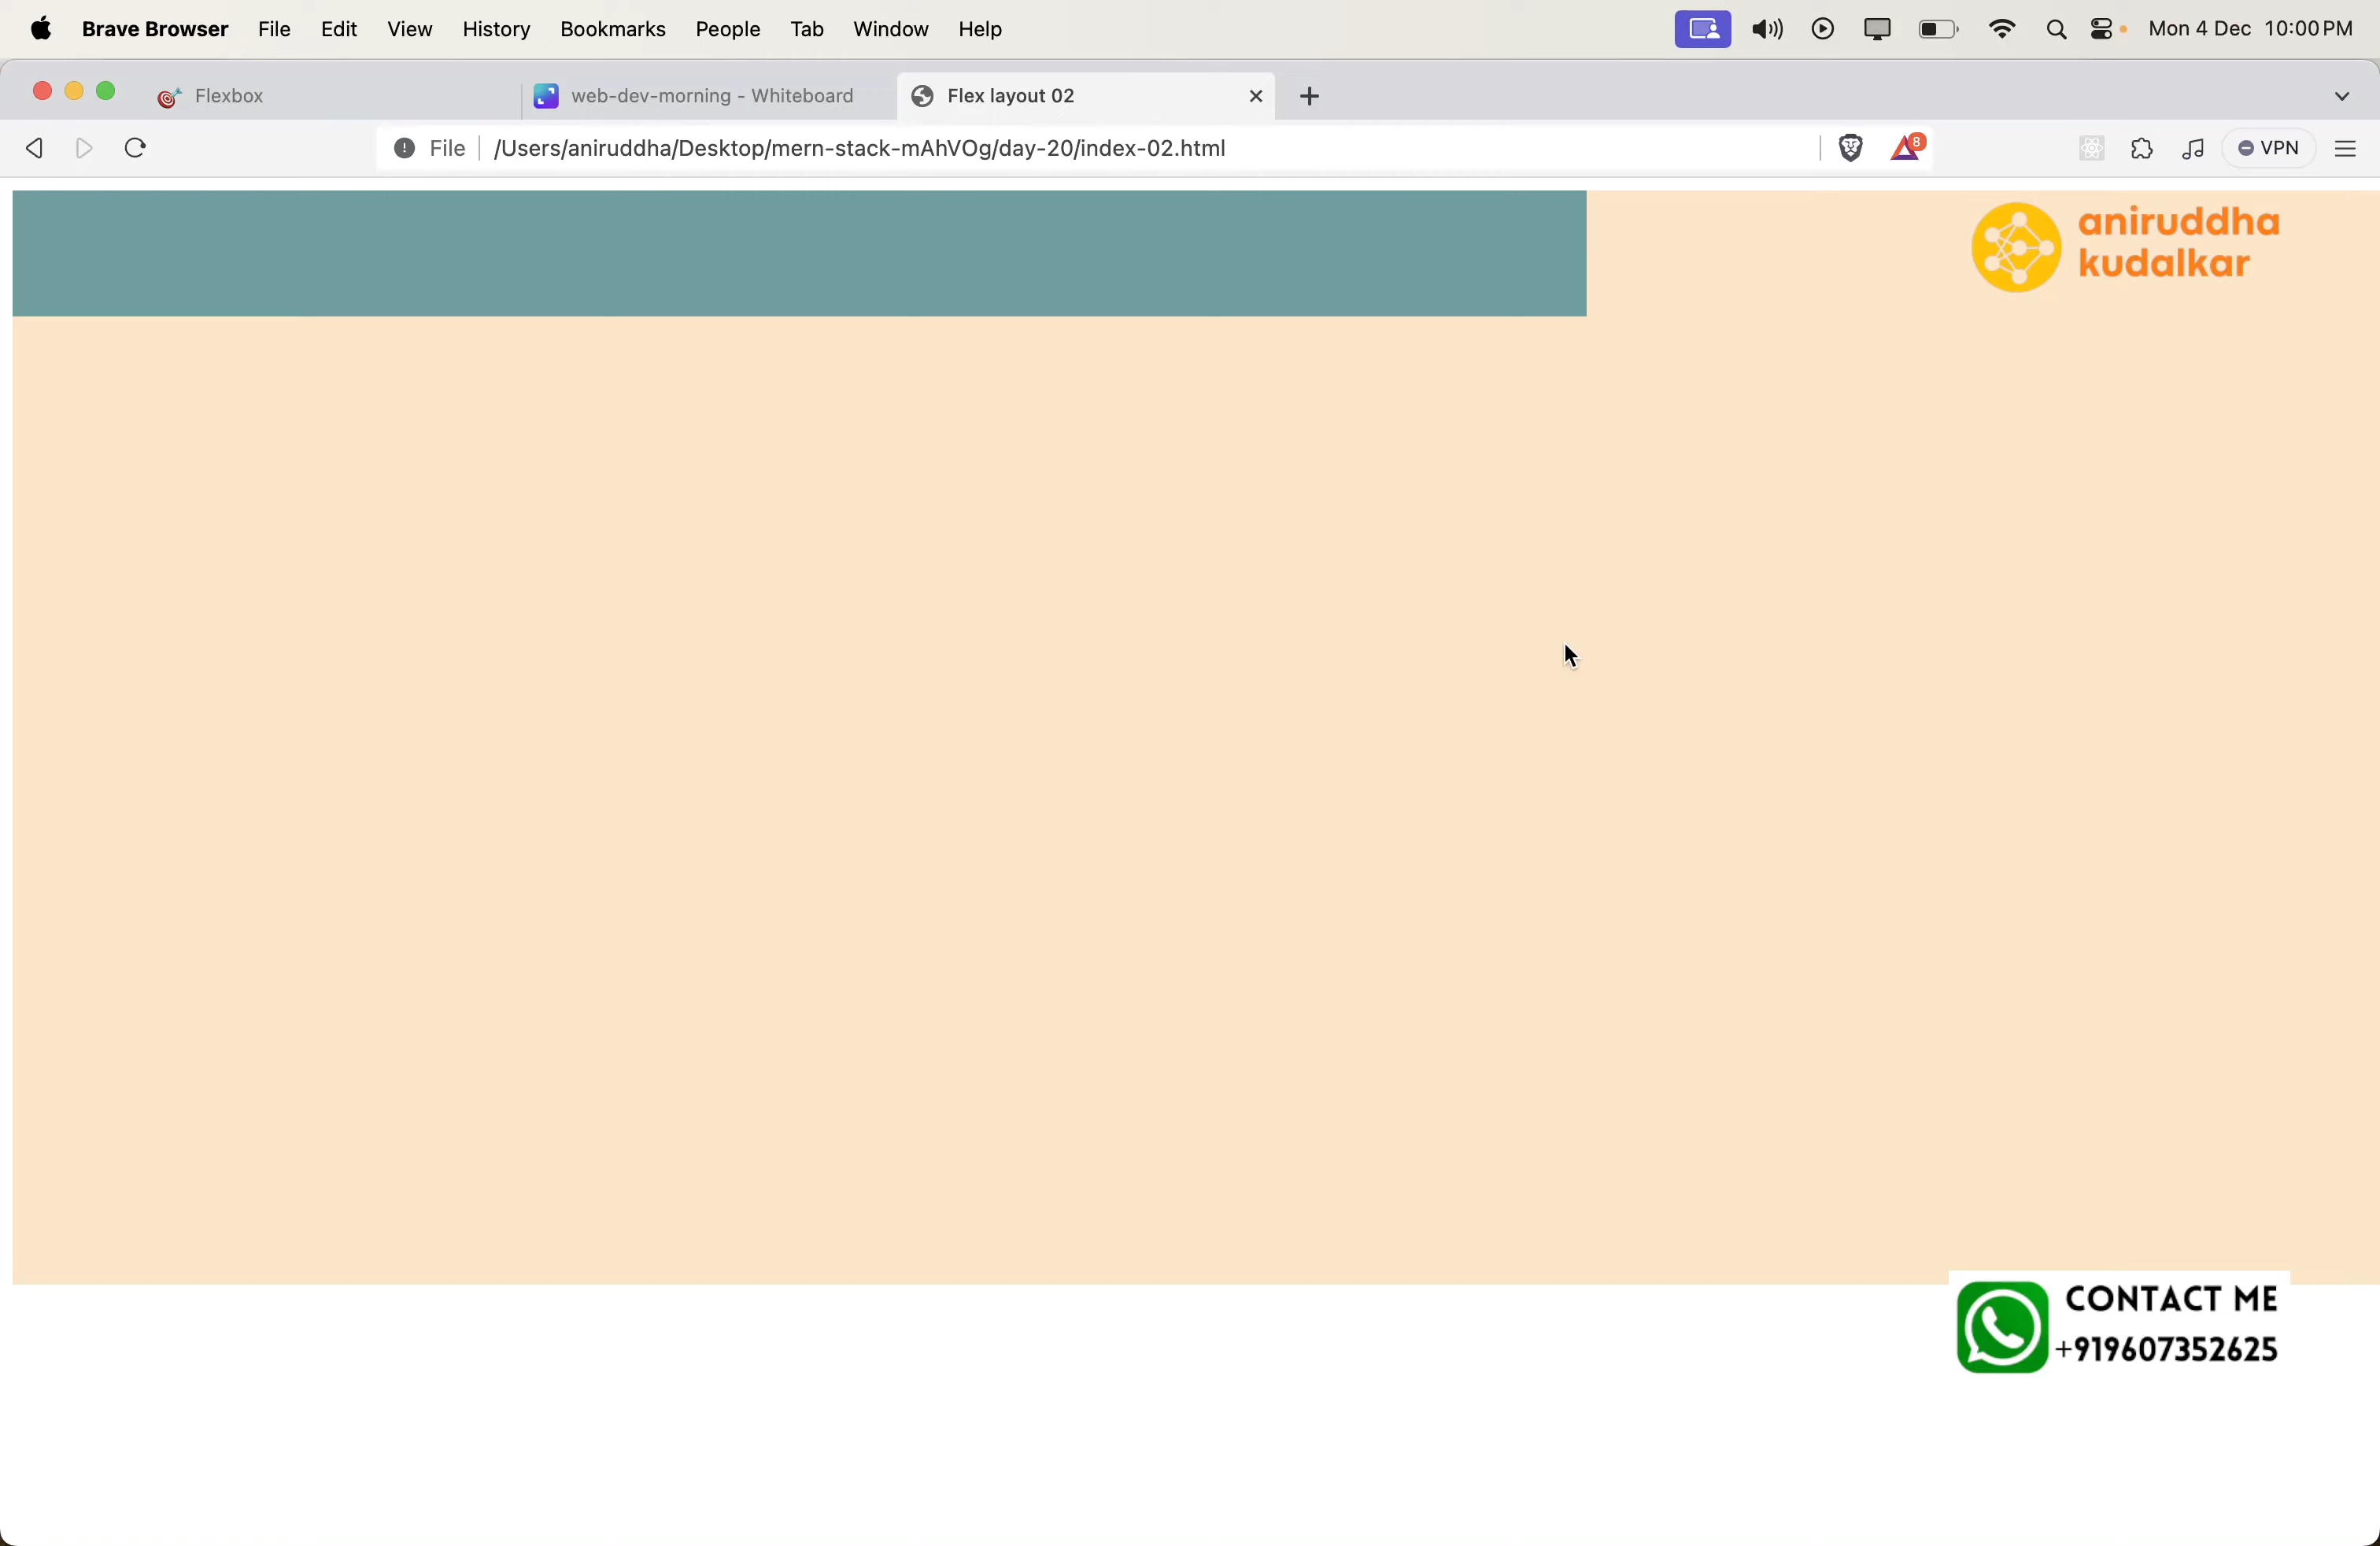 Brave Browser File Edit View History Bookmarks People Tab Window Help Mon 4 Dec 10:00 PM
Flexbox web-dev-morning - Whiteboard Flex layout 02
File /Users/aniruddha/Desktop/mern-stack-mAhVOg/day-20/index-02.html 8 VPN
aniruddha
kudalkar
CONTACT ME
+919607352625